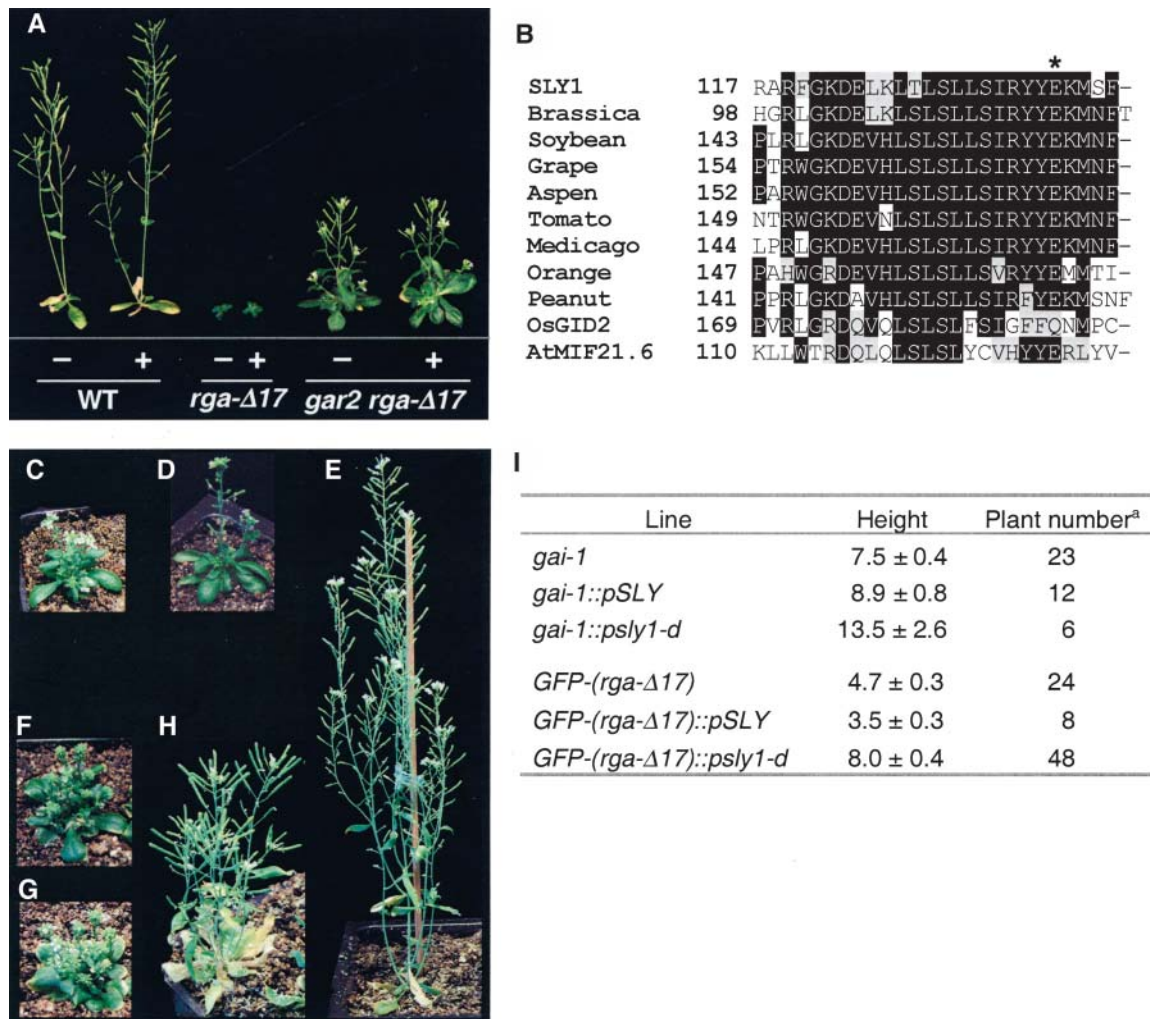 A
− + − + − +
WT rga-Δ17 gar2 rga-Δ17
B
*
SLY1 117 RARFGKDELKLTLSLLSIRYYEKMSF-
Brassica 98 HGRLGKDELKLSLSLLSIRYYEKMNFT
Soybean 143 PLRLGKDEVHLSLSLLSIRYYEKMNF-
Grape 154 PTRWGKDEVHLSLSLLSIRYYEKMNF-
Aspen 152 PARWGKDEVHLSLSLLSIRYYEKMNF-
Tomato 149 NTRWGKDEVNLSLSLLSIRYYEKMNF-
Medicago 144 LPRLGKDEVHLSLSLLSIRYYEKMNF-
Orange 147 PAHWGRDEVHLSLSLLSVRYYEMMTI-
Peanut 141 PPRLGKDAVHLSLSLLSIRFYEKMSNF
OsGID2 169 PVRLGRDQVQLSLSLFSIGFFQNMPC-
AtMIF21.6 110 KLLWTRDQLQLSLSLYCVHYYERLYV-
C D E
F H
G
I
Line Height Plant numberª
gai-1 7.5 ± 0.4 23
gai-1::pSLY 8.9 ± 0.8 12
gai-1::psly1-d 13.5 ± 2.6 6
GFP-(rga-Δ17) 4.7 ± 0.3 24
GFP-(rga-Δ17)::pSLY 3.5 ± 0.3 8
GFP-(rga-Δ17)::psly1-d 8.0 ± 0.4 48